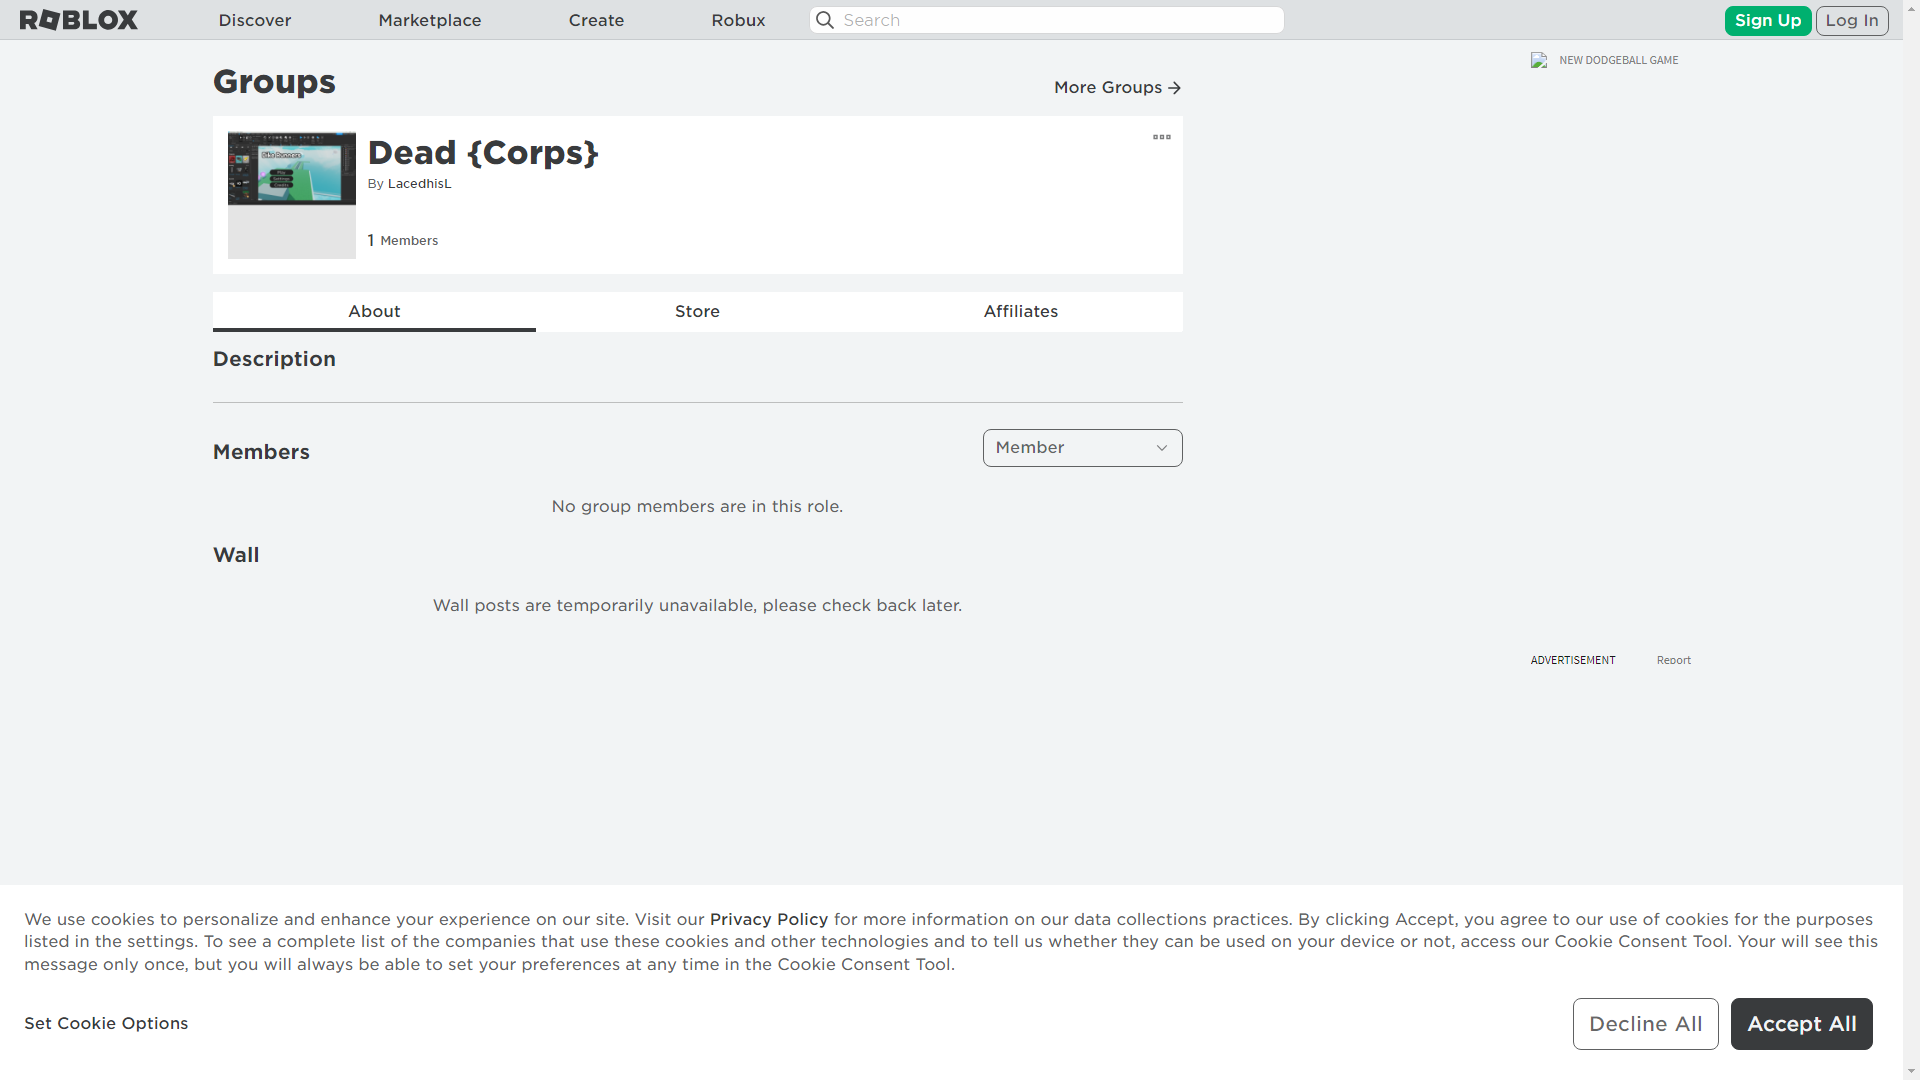 ROBLOX
Discover
Marketplace
Create
Robux
Search
Sign Up
Log In
NEW DODGEBALL GAME
Groups
More Groups
Bike Runners
Dead {Corps}
By LacedhisL
1 Members
About
Store
Affiliates
Description
Members
Member
No group members are in this role.
Wall
Wall posts are temporarily unavailable, please check back later.
ADVERTISEMENT
Report
We use cookies to personalize and enhance your experience on our site. Visit our Privacy Policy for more information on our data collections practices. By clicking Accept, you agree to our use of cookies for the purposes
listed in the settings. To see a complete list of the companies that use these cookies and other technologies and to tell us whether they can be used on your device or not, access our Cookie Consent Tool. Your will see this
message only once, but you will always be able to set your preferences at any time in the Cookie Consent Tool.
Set Cookie Options
Decline All
Accept All